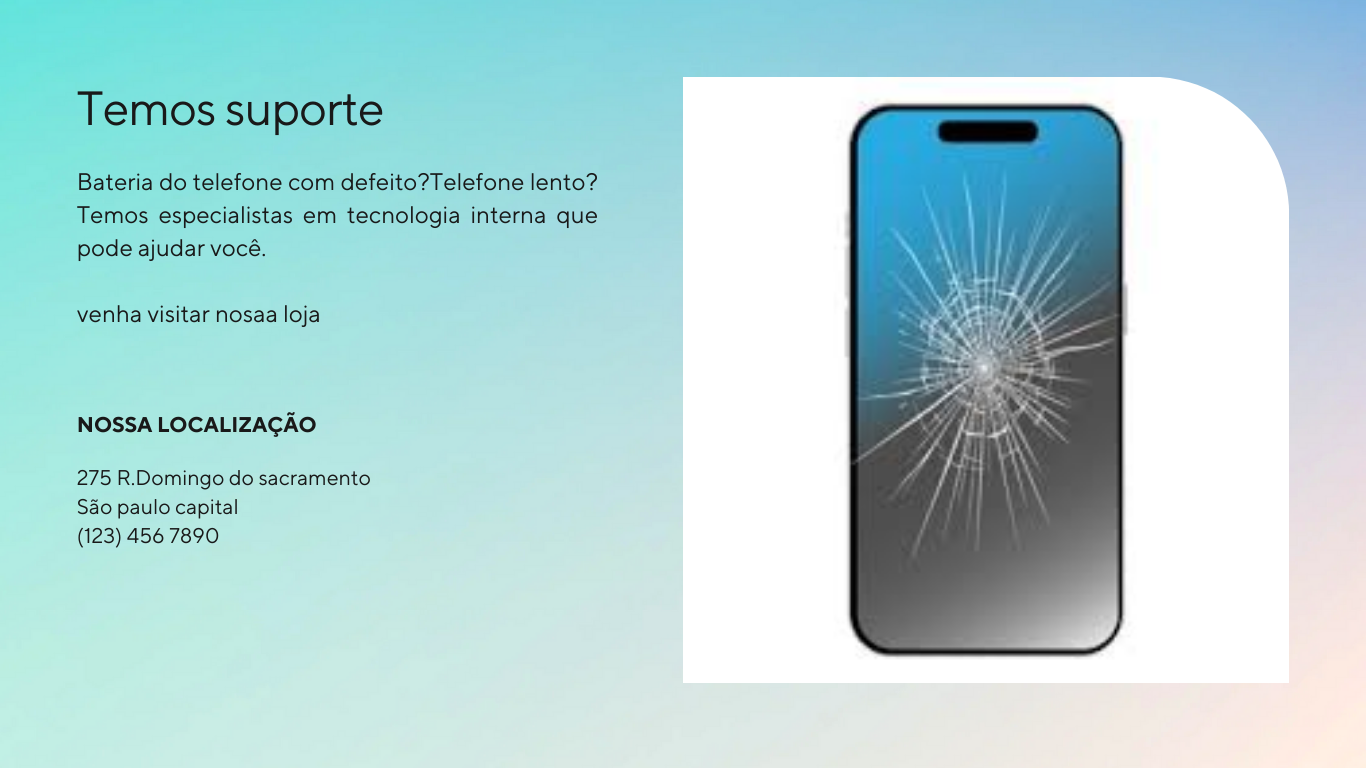 Temos suporte
Bateria do telefone com defeito?Telefone lento?
Temos especialistas em tecnologia interna que
pode ajudar você.
venha visitar nosaa loja
NOSSA LOCALIZAÇÃO
275 R.Domingo do sacramento
São paulo capital
(123) 456 7890